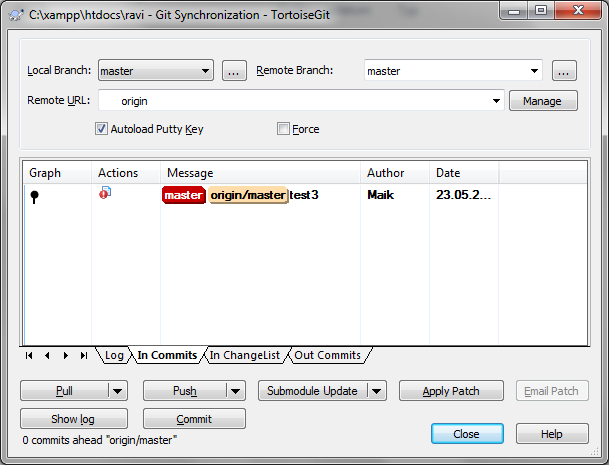 C:\xampp\htdocs\ravi - Git Synchronization - TortoiseGit
Local Branch: master ... Remote Branch: master ...
Remote URL: origin Manage
Autoload Putty Key Force
Graph Actions Message Author Date
master origin/master test3 Maik 23.05.2...
Log In Commits In ChangeList Out Commits
Pull Push Submodule Update Apply Patch Email Patch
Show log Commit
0 commits ahead "origin/master" Close Help